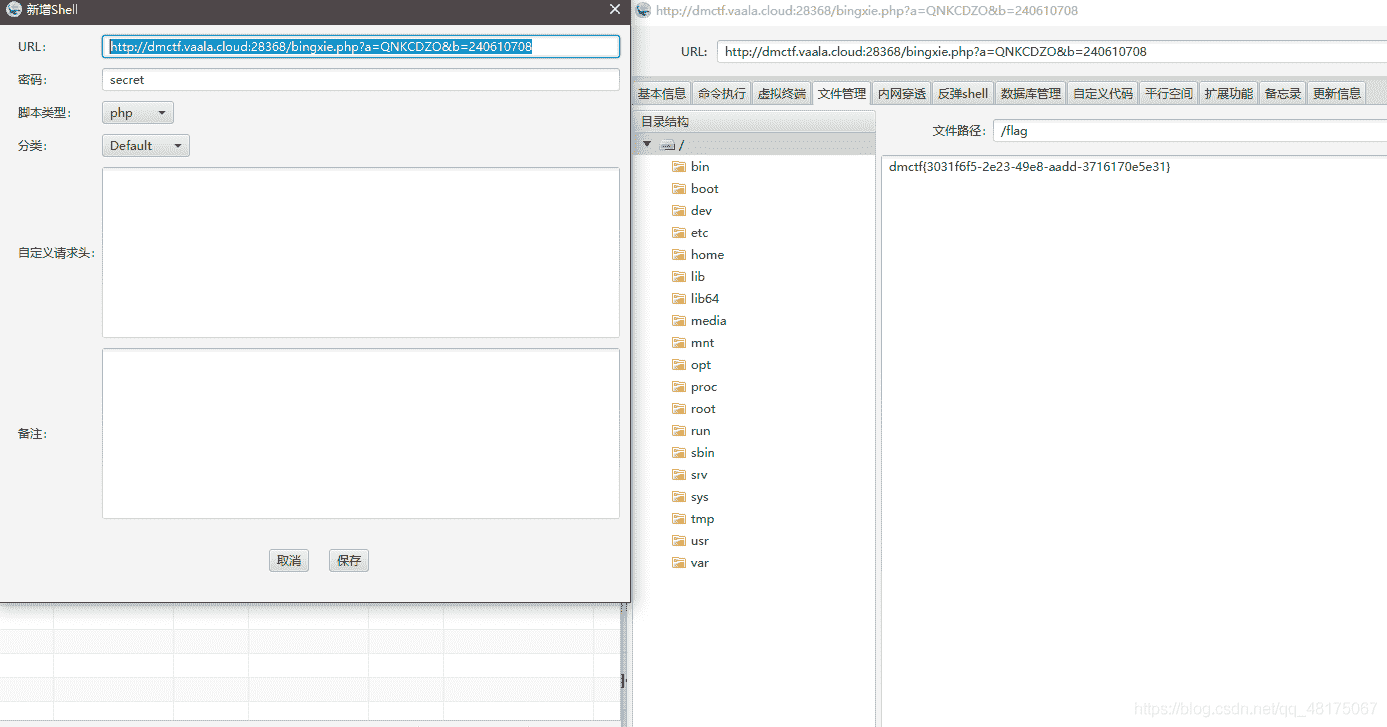 新增Shell
URL:
http://dmctf.vaala.cloud:28368/bingxie.php?a=QNKCDZO&b=240610708
密码:
secret
脚本类型:
php
分类:
Default
自定义请求头:
备注:
取消
保存
http://dmctf.vaala.cloud:28368/bingxie.php?a=QNKCDZO&b=240610708
URL:
http://dmctf.vaala.cloud:28368/bingxie.php?a=QNKCDZO&b=240610708
基本信息 命令执行 虚拟终端 文件管理 内网穿透 反弹shell 数据库管理 自定义代码 平行空间 扩展功能 备忘录 更新信息
目录结构
/
bin
boot
dev
etc
home
lib
lib64
media
mnt
opt
proc
root
run
sbin
srv
sys
tmp
usr
var
文件路径:
/flag
dmctf{3031f6f5-2e23-49e8-aadd-3716170e5e31}
https://blog.csdn.net/qq_48175067